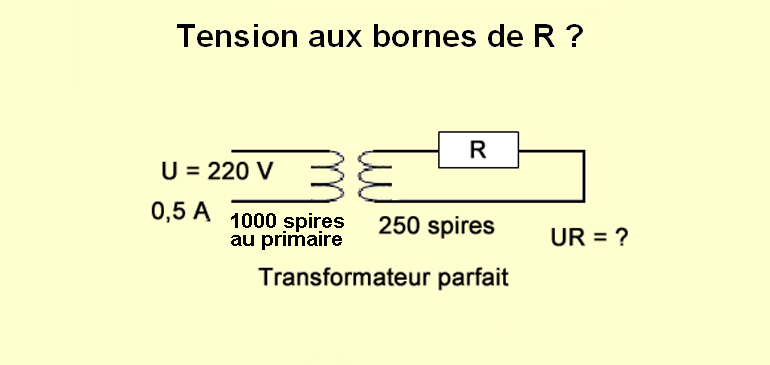 Tension aux bornes de R ?
R
U = 220 V
0,5 A
1000 spires
au primaire
250 spires
UR = ?
Transformateur parfait